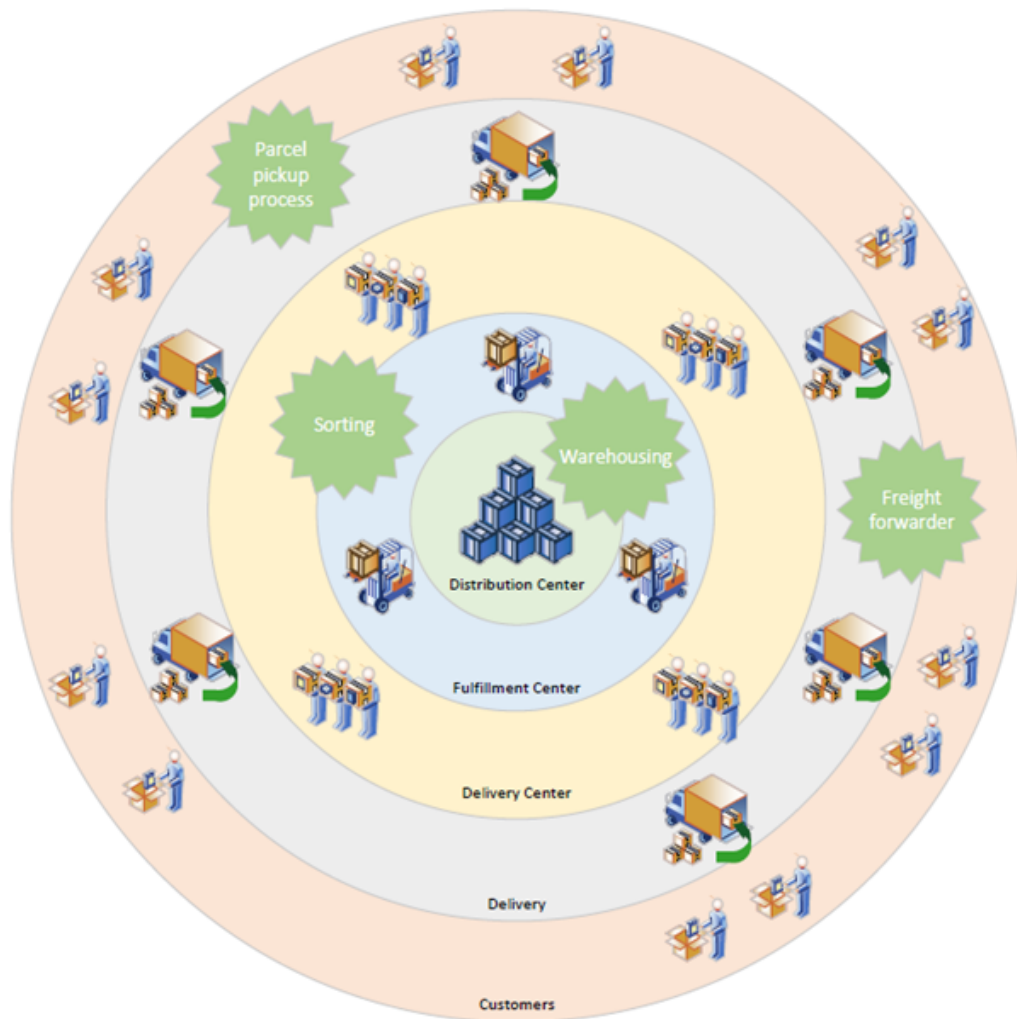 Parcel
pickup
process
Sorting
Warehousing
Freight
forwarder
Distribution Center
Fulfillment Center
Delivery Center
Delivery
Customers